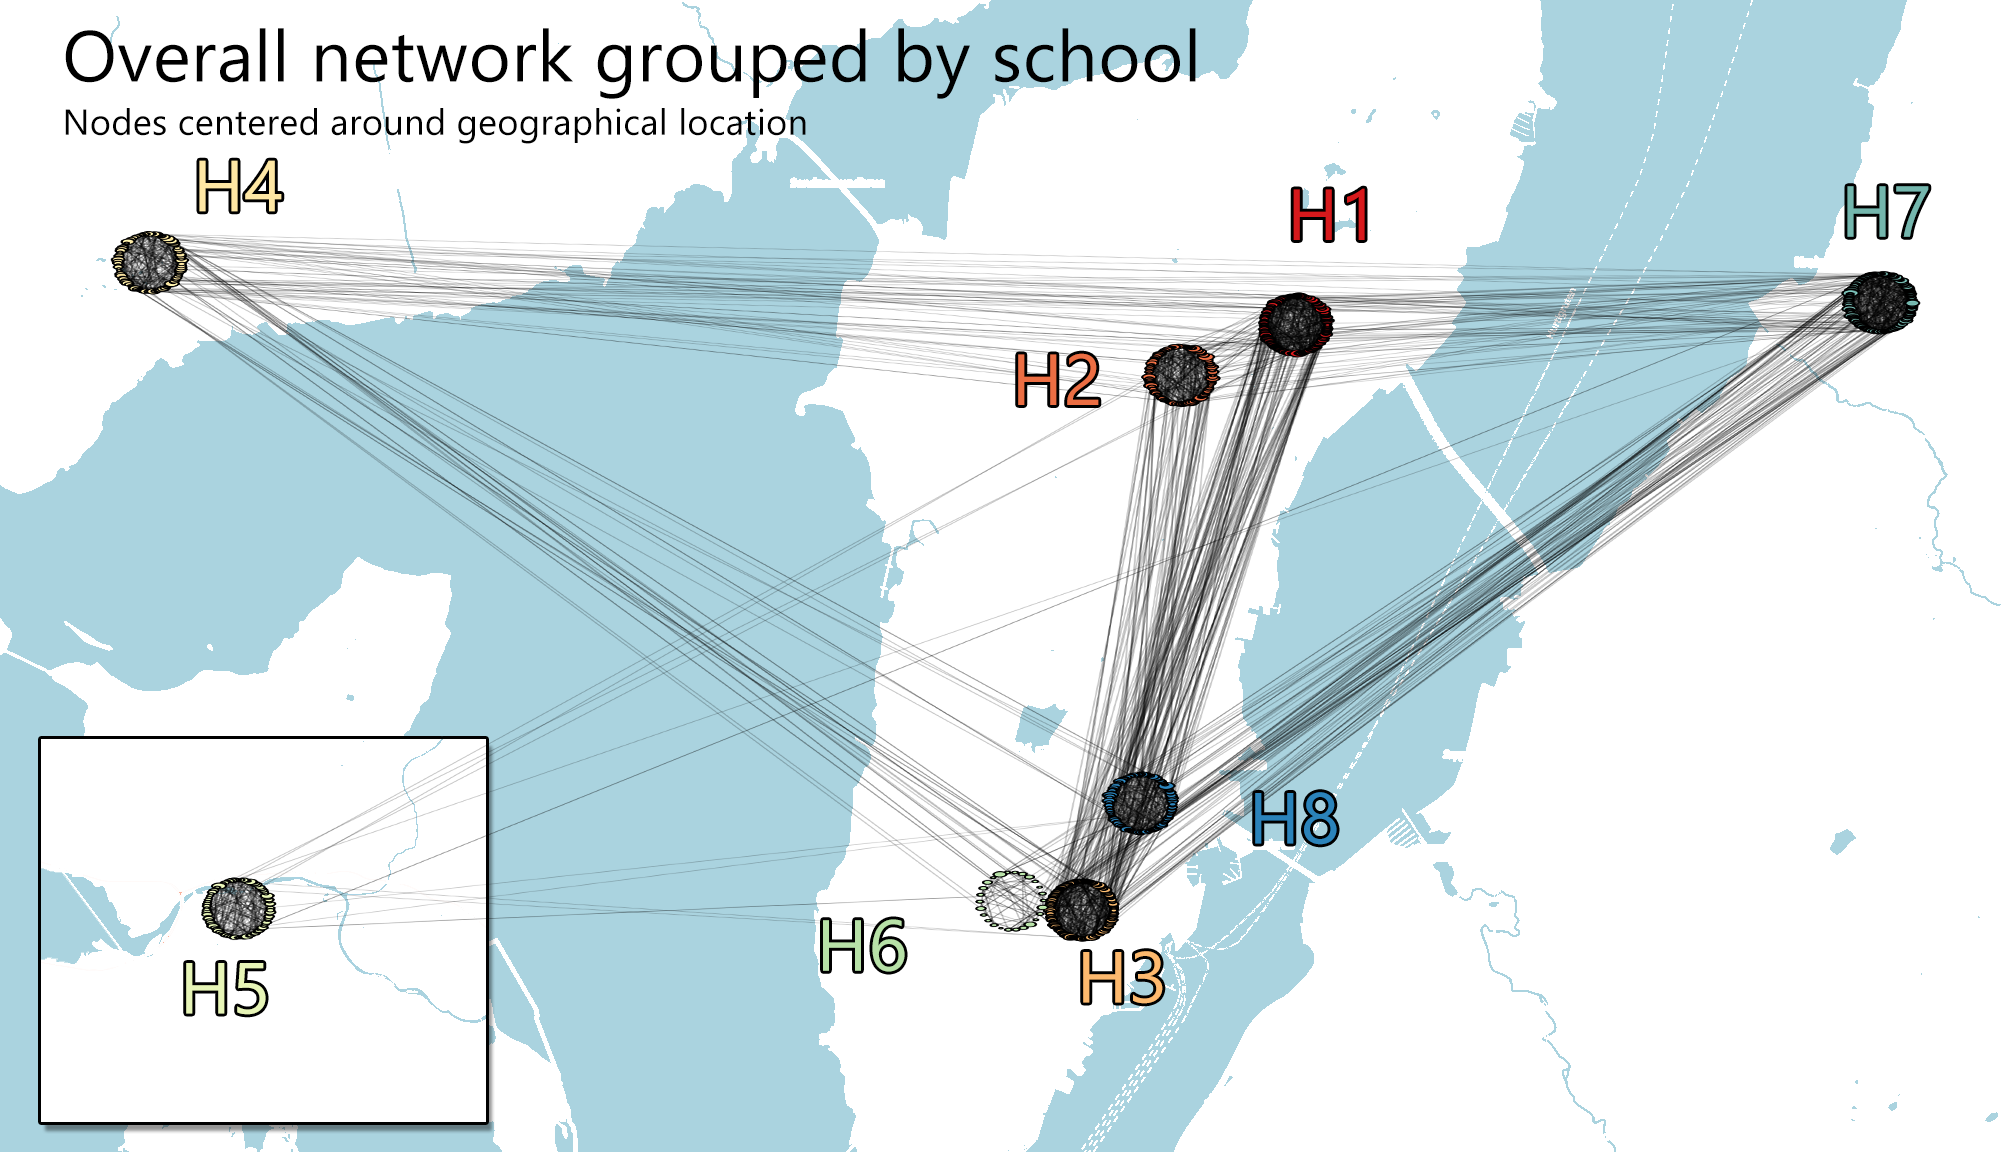 Overall network grouped by school
Nodes centered around geographical location
H4
H1
H7
H2
H8
H6
H3
H5